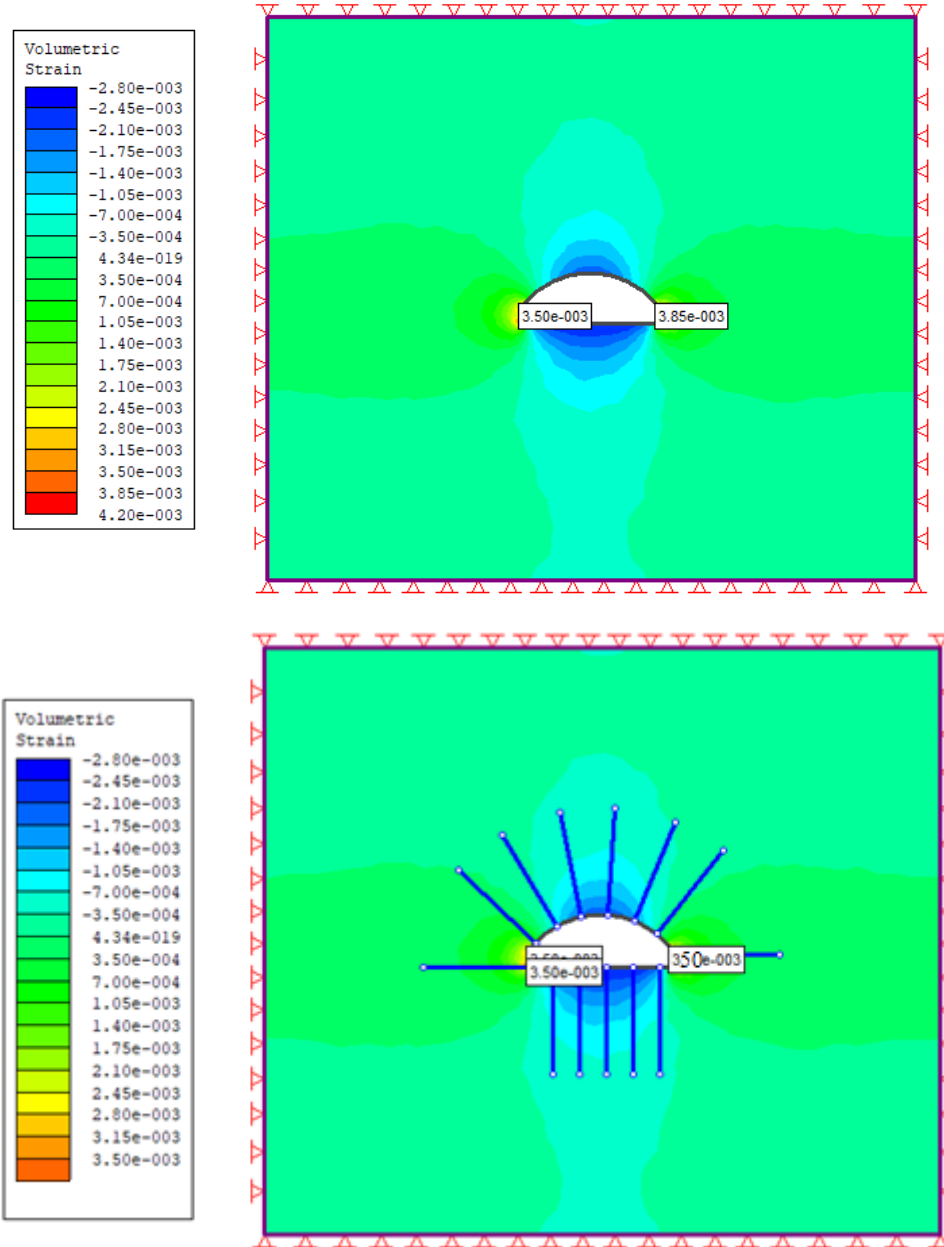 Volumetric
Strain
-2.80e-003
-2.45e-003
-2.10e-003
-1.75e-003
-1.40e-003
-1.05e-003
-7.00e-004
-3.50e-004
4.34e-019
3.50e-004
7.00e-004
1.05e-003
1.40e-003
1.75e-003
2.10e-003
2.45e-003
2.80e-003
3.15e-003
3.50e-003
3.85e-003
4.20e-003
3.50e-003
3.85e-003
Volumetric
Strain
-2.80e-003
-2.45e-003
-2.10e-003
-1.75e-003
-1.40e-003
-1.05e-003
-7.00e-004
-3.50e-004
4.34e-019
3.50e-004
7.00e-004
1.05e-003
1.40e-003
1.75e-003
2.10e-003
2.45e-003
2.80e-003
3.15e-003
3.50e-003
3.50e-003
350e-003